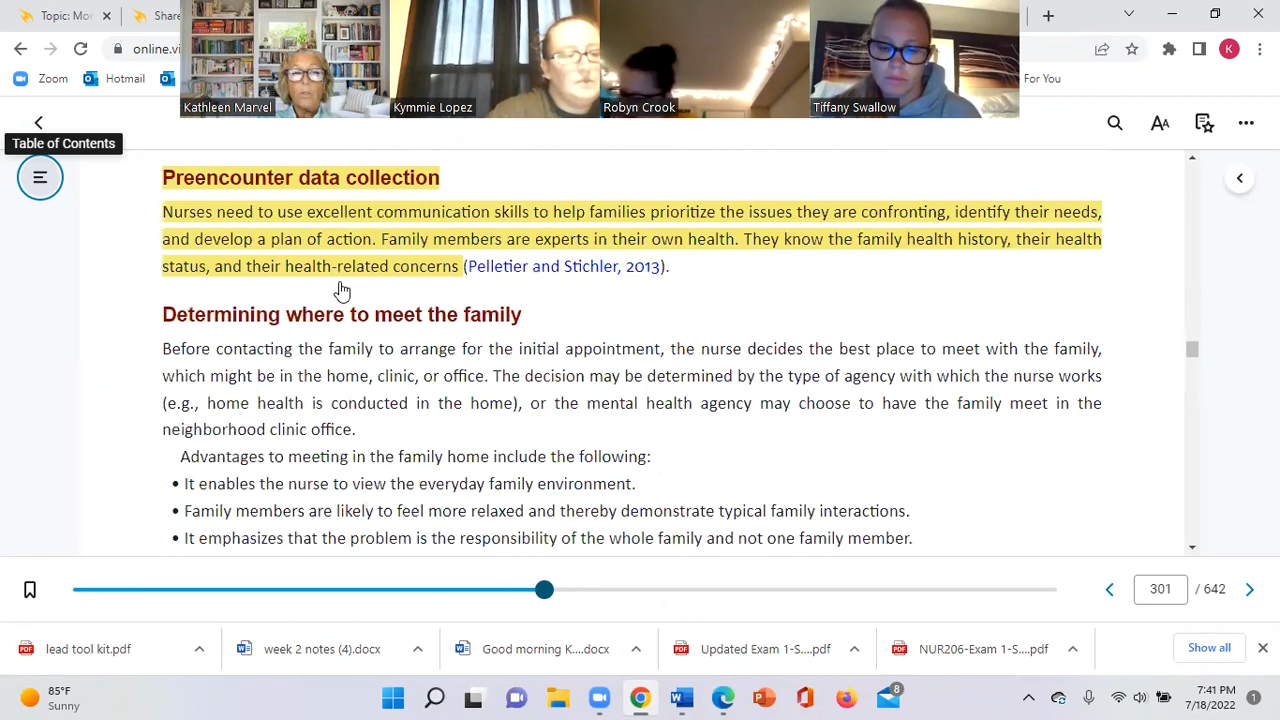 Topic: Mo
Share
online.vi
K
Zoom
Hotmail
For You
Kathleen Marvel
Kymmie Lopez
Robyn Crook
Tiffany Swallow
Table of Contents
AA
Preencounter data collection
Nurses need to use excellent communication skills to help families prioritize the issues they are confronting, identify their needs,
and develop a plan of action. Family members are experts in their own health. They know the family health history, their health
status, and their health-related concerns (Pelletier and Stichler, 2013).
Determining where to meet the family
Before contacting the family to arrange for the initial appointment, the nurse decides the best place to meet with the family,
which might be in the home, clinic, or office. The decision may be determined by the type of agency with which the nurse works
(e.g., home health is conducted in the home), or the mental health agency may choose to have the family meet in the
neighborhood clinic office.
Advantages to meeting in the family home include the following:
• It enables the nurse to view the everyday family environment.
• Family members are likely to feel more relaxed and thereby demonstrate typical family interactions.
• It emphasizes that the problem is the responsibility of the whole family and not one family member.
301 / 642
lead tool kit.pdf
week 2 notes (4).docx
Good morning K....docx
Updated Exam 1-S....pdf
NUR206-Exam 1-S....pdf
Show all
85°F
Sunny
8
7:41 PM
7/18/2022
1